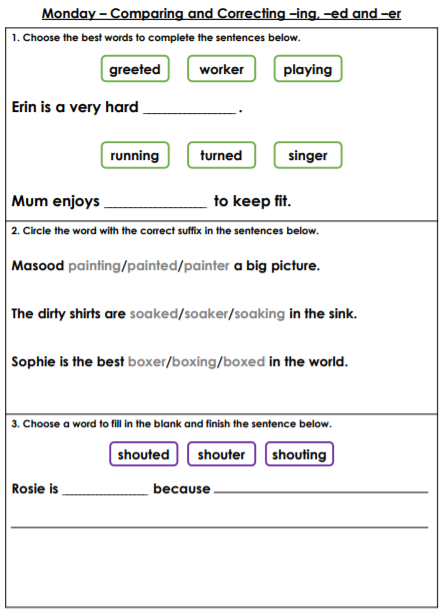 Monday – Comparing and Correcting –ing, –ed and –er
1. Choose the best words to complete the sentences below.
greeted worker playing
Erin is a very hard ________________ .
running turned singer
Mum enjoys __________________ to keep fit.
2. Circle the word with the correct suffix in the sentences below.
Masood painting/painted/painter a big picture.
The dirty shirts are soaked/soaker/soaking in the sink.
Sophie is the best boxer/boxing/boxed in the world.
3. Choose a word to fill in the blank and finish the sentence below.
shouted shouter shouting
Rosie is _______________ because